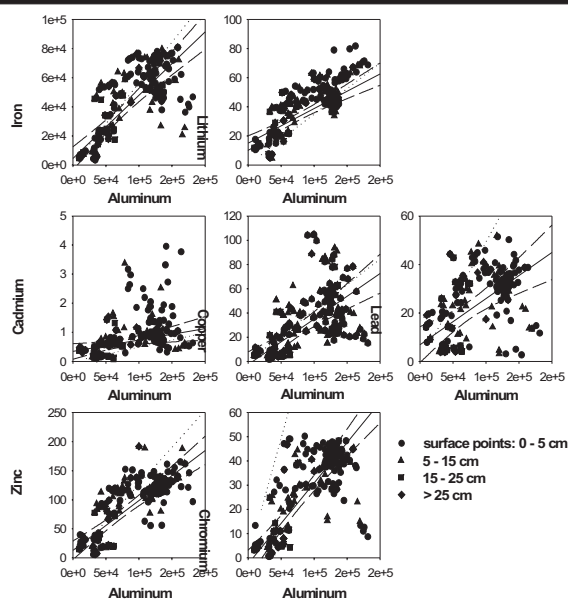 1e+5
8e+4
6e+4
4e+4
2e+4
0e+0
Iron
0e+0 5e+4 1e+5 2e+5 2e+5
Aluminum
100
80
60
40
20
0
Lithium
0e+0 5e+4 1e+5 2e+5 2e+5
Aluminum
5
4
3
2
1
0
Cadmium
0e+0 5e+4 1e+5 2e+5 2e+5
Aluminum
120
100
80
60
40
20
0
Copper
0e+0 5e+4 1e+5 2e+5 2e+5
Aluminum
60
40
20
0
Lead
0e+0 5e+4 1e+5 2e+5 2e+5
Aluminum
250
200
150
100
50
0
Zinc
0e+0 5e+4 1e+5 2e+5 2e+5
Aluminum
60
50
40
30
20
10
0
Chromium
0e+0 5e+4 1e+5 2e+5 2e+5
Aluminum
surface points: 0 - 5 cm
5 - 15 cm
15 - 25 cm
> 25 cm